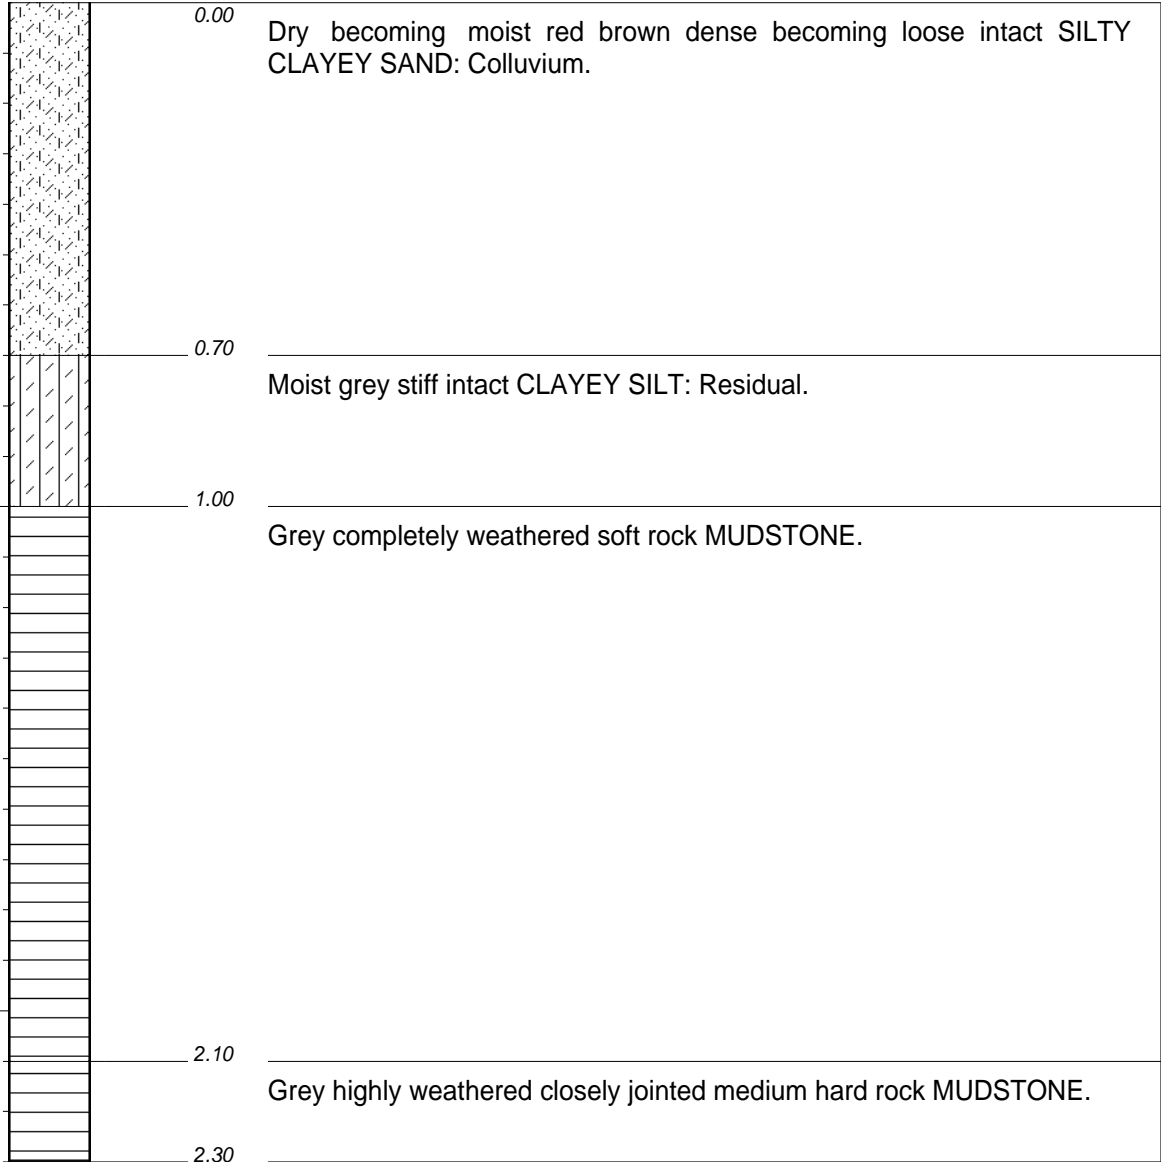 0.00
Dry becoming moist red brown dense becoming loose intact SILTY
CLAYEY SAND: Colluvium.
0.70
Moist grey stiff intact CLAYEY SILT: Residual.
1.00
Grey completely weathered soft rock MUDSTONE.
2.10
Grey highly weathered closely jointed medium hard rock MUDSTONE.
2.30